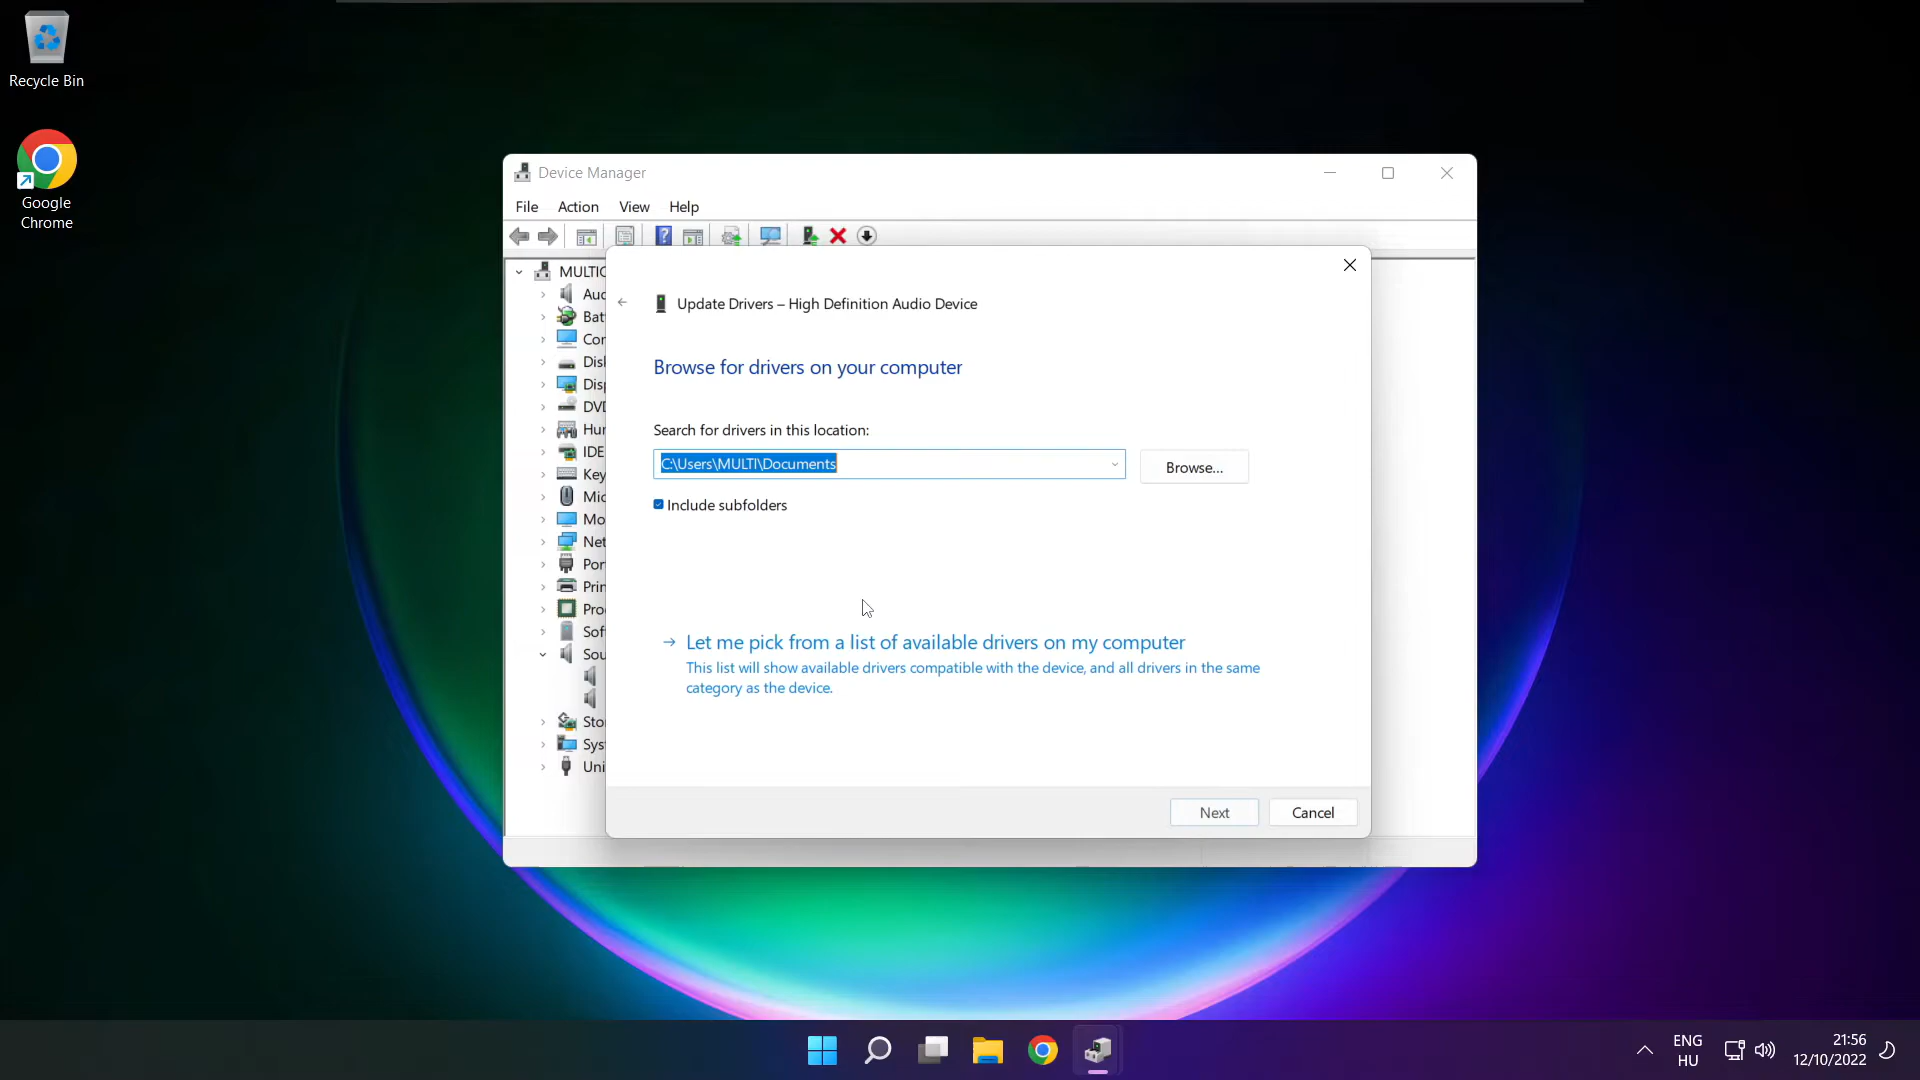 Recycle Bin
Google
Chrome
Device Manager
File Action View Help
Update Drivers – High Definition Audio Device
Browse for drivers on your computer
Search for drivers in this location:
C:\Users\MULTI\Documents
Browse...
Include subfolders
Let me pick from a list of available drivers on my computer
This list will show available drivers compatible with the device, and all drivers in the same
category as the device.
Next
Cancel
ENG
HU
21:56
12/10/2022